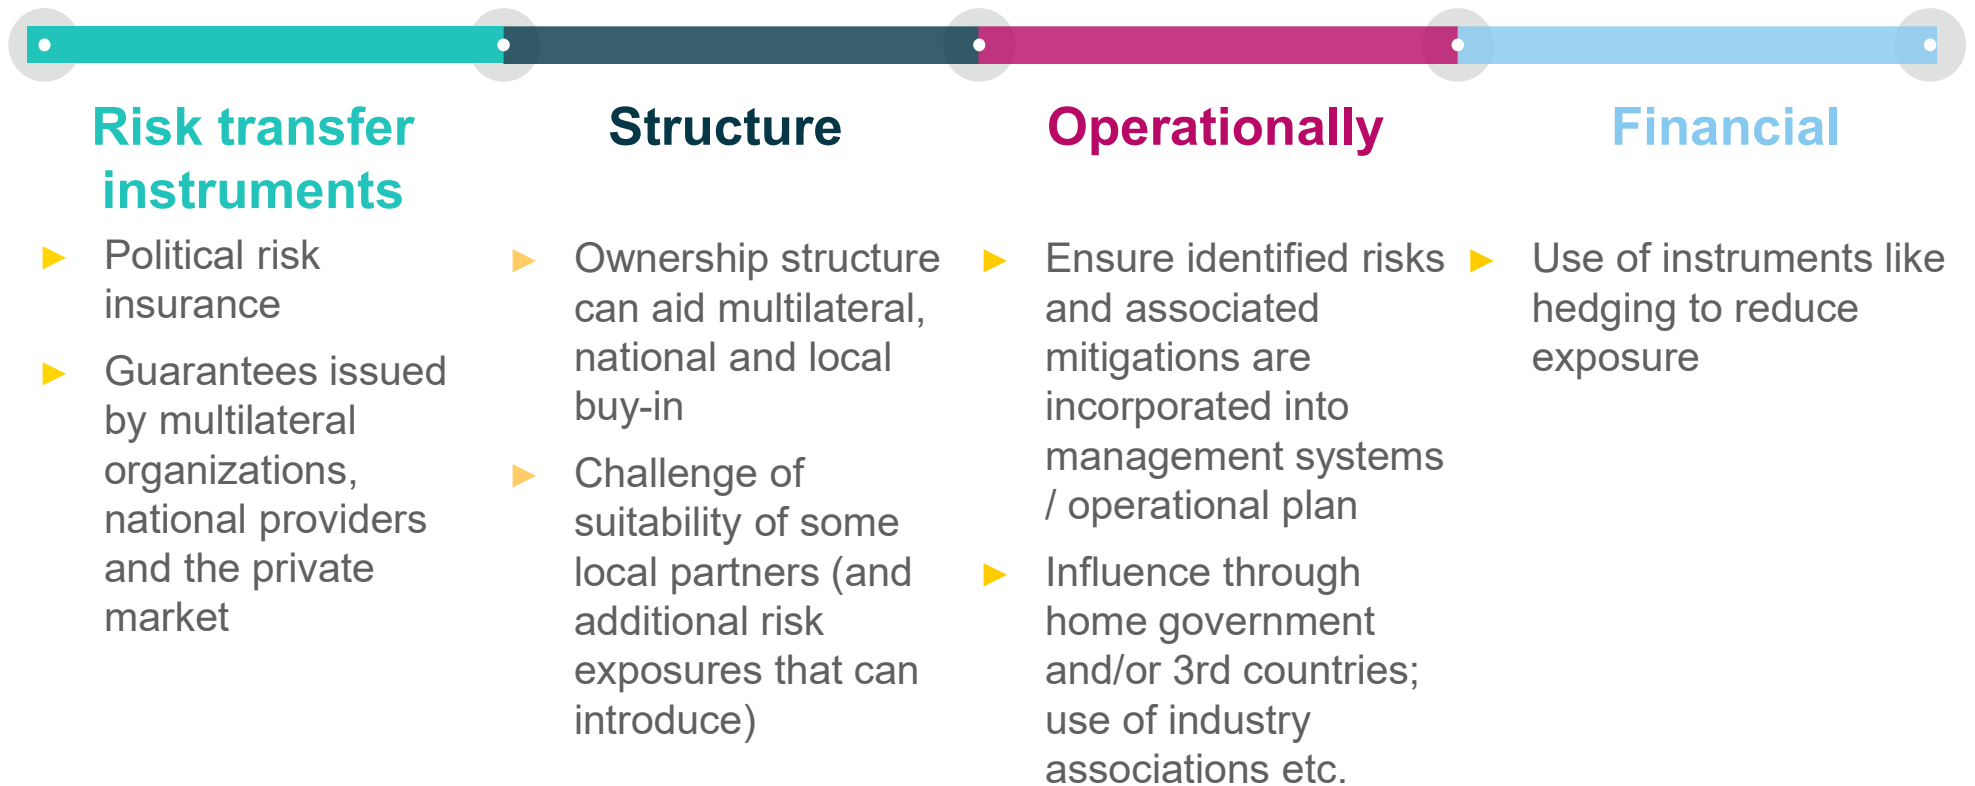 Risk transfer
instruments
► Political risk
insurance
► Guarantees issued
by multilateral
organizations,
national providers
and the private
market
Structure
► Ownership structure
can aid multilateral,
national and local
buy-in
► Challenge of
suitability of some
local partners (and
additional risk
exposures that can
introduce)
Operationally
► Ensure identified risks
and associated
mitigations are
incorporated into
management systems
/ operational plan
► Influence through
home government
and/or 3rd countries;
use of industry
associations etc.
Financial
► Use of instruments like
hedging to reduce
exposure